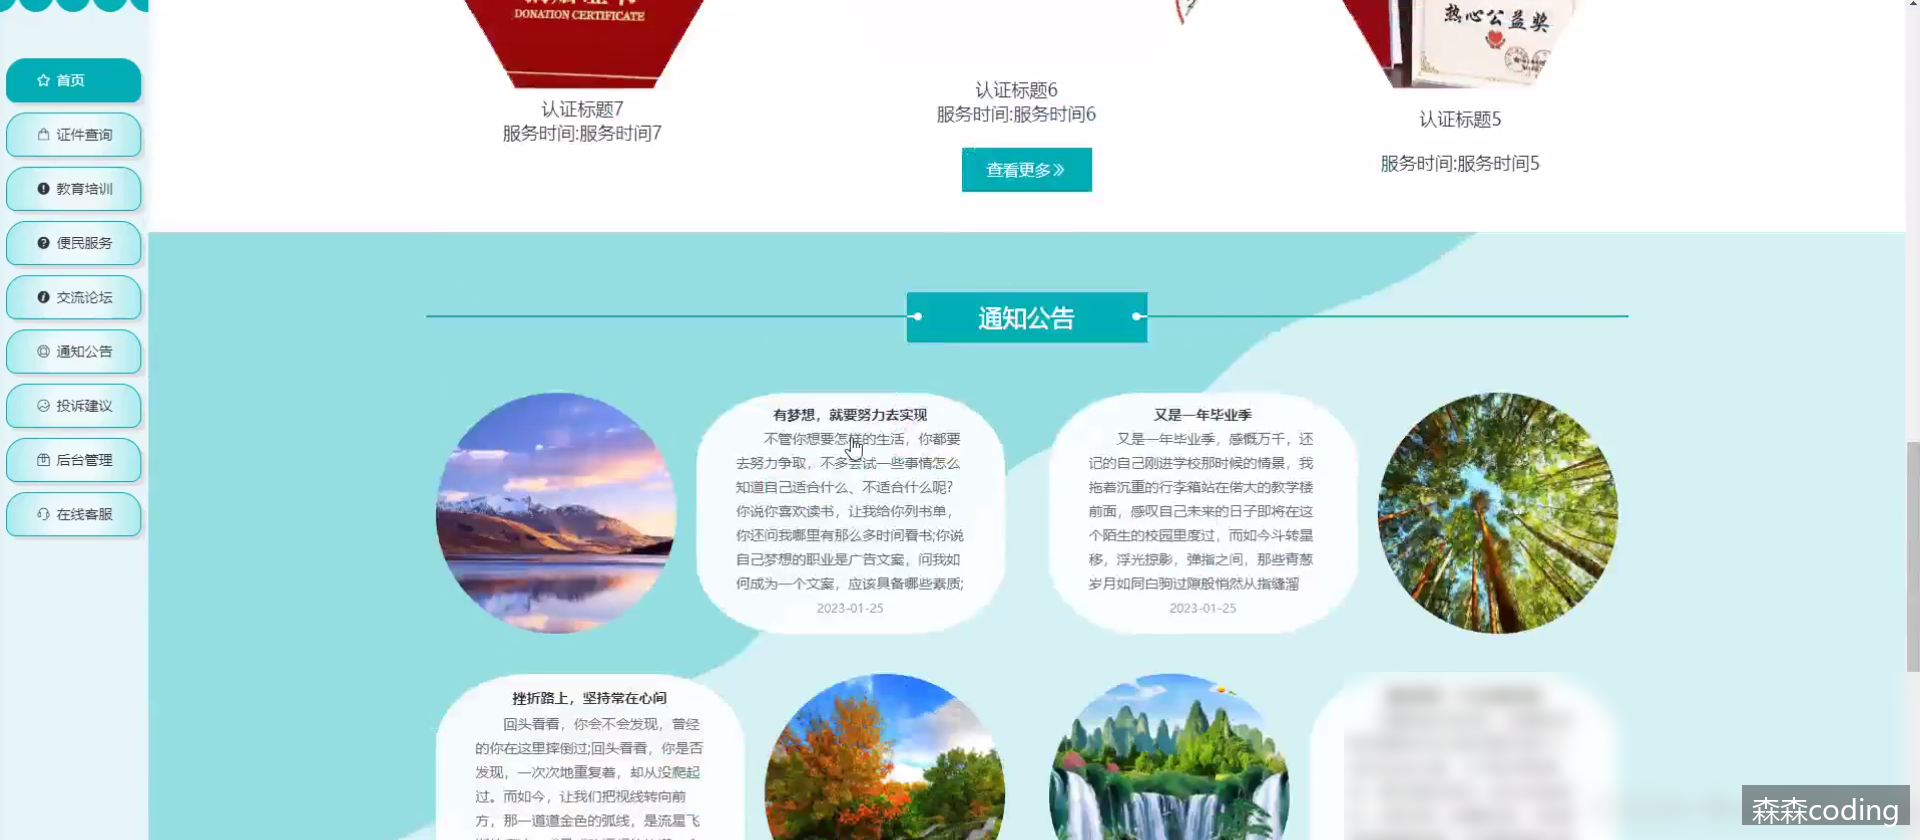 DONATION CERTIFICATE
热心公益奖
首页
证件查询
教育培训
便民服务
交流论坛
通知公告
投诉建议
后台管理
在线客服
认证标题7
服务时间:服务时间7
认证标题6
服务时间:服务时间6
查看更多
认证标题5
服务时间:服务时间5
通知公告
有梦想，就要努力去实现
不管你想要怎样的生活，你都要
去努力争取，不多尝试一些事情怎么
知道自己适合什么、不适合什么呢?
你说你喜欢读书，让我给你列书单，
你还问我哪里有那么多时间看书;你说
自己梦想的职业是广告文案，问我如
何成为一个文案，应该具备哪些素质;
2023-01-25
又是一年毕业季
又是一年毕业季，感慨万千，还
记的自己刚进学校那时候的情景，我
拖着沉重的行李箱站在偌大的教学楼
前面，感叹自己未来的日子即将在这
个陌生的校园里度过，而如今斗转星
移，浮光掠影，弹指之间，那些青葱
岁月如同白驹过隙般悄然从指缝溜
2023-01-25
挫折路上，坚持常在心间
回头看看，你会不会发现，曾经
的你在这里摔倒过;回头看看，你是否
发现，一次次地重复着，却从没爬起
过。而如今，让我们把视线转向前
方，那一道道金色的弧线，是流星飞
森森coding